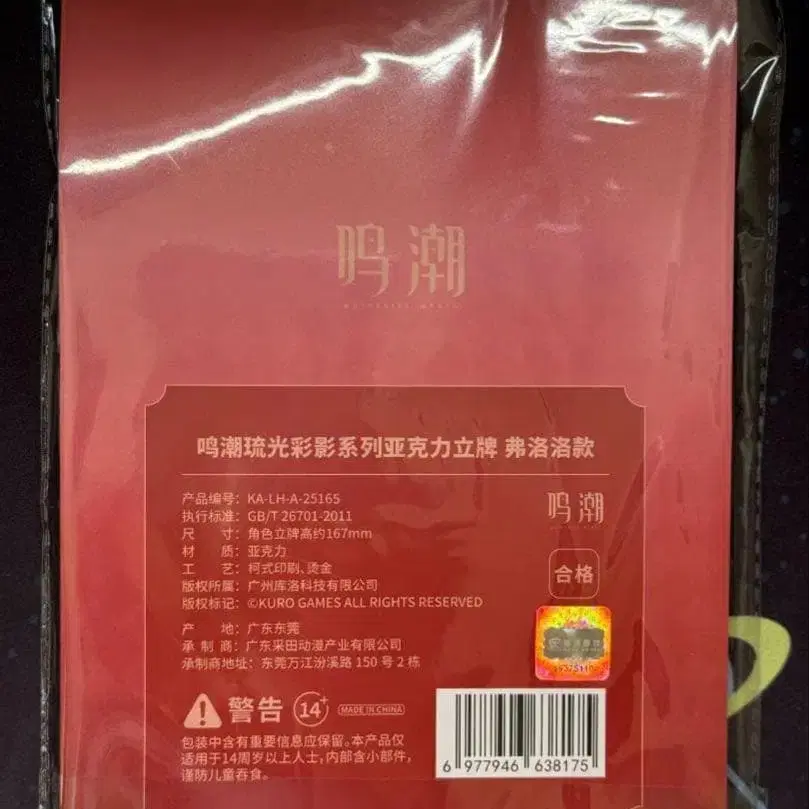 鸣潮
WUTHERING WAVES
鸣潮琉光彩影系列亚克力立牌 弗洛洛款
产品编号：KA-LH-A-25165
执行标准：GB/T 26701-2011
尺 寸：角色立牌高约167mm
材 质：亚克力
工 艺：柯式印刷、烫金
版权所属：广州库洛科技有限公司
版权标记：©KURO GAMES ALL RIGHTS RESERVED
鸣潮
合格
产 地：广东东莞
承 制 商：广东采田动漫产业有限公司
承制商地址：东莞万江汾溪路 150 号 2 栋
警告 14+ MADE IN CHINA
包装中含有重要信息应保留。本产品仅
适用于14周岁以上人士，内部含小部件，
谨防儿童吞食。
6 977946 638175